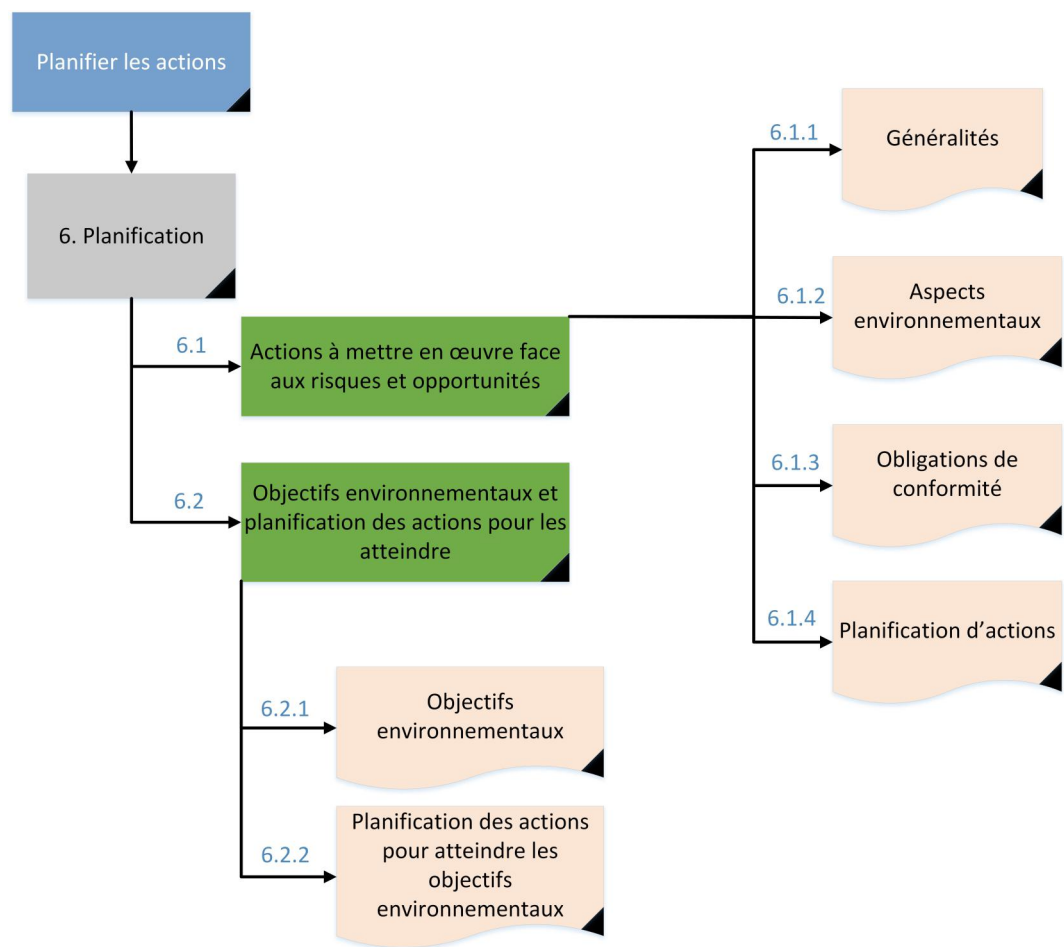 Planifier les actions
6. Planification
6.1
Actions à mettre en œuvre face
aux risques et opportunités
6.1.1
Généralités
6.1.2
Aspects
environnementaux
6.1.3
Obligations de
conformité
6.1.4
Planification d’actions
6.2
Objectifs environnementaux et
planification des actions pour les
atteindre
6.2.1
Objectifs
environnementaux
6.2.2
Planification des actions
pour atteindre les
objectifs
environnementaux